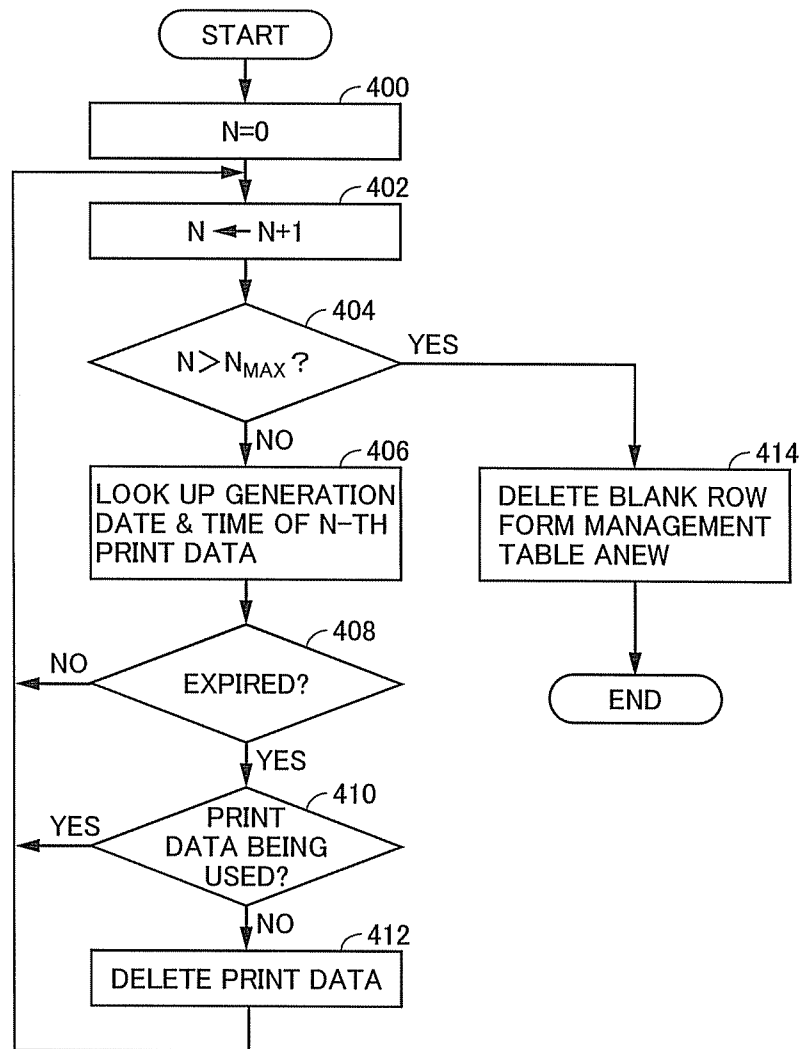 START
400
N=0
402
N ← N+1
404
N>NMAX?
YES
NO
406
LOOK UP GENERATION
DATE & TIME OF N-TH
PRINT DATA
414
DELETE BLANK ROW
FORM MANAGEMENT
TABLE ANEW
END
408
NO
EXPIRED?
YES
410
YES
PRINT
DATA BEING
USED?
NO
412
DELETE PRINT DATA